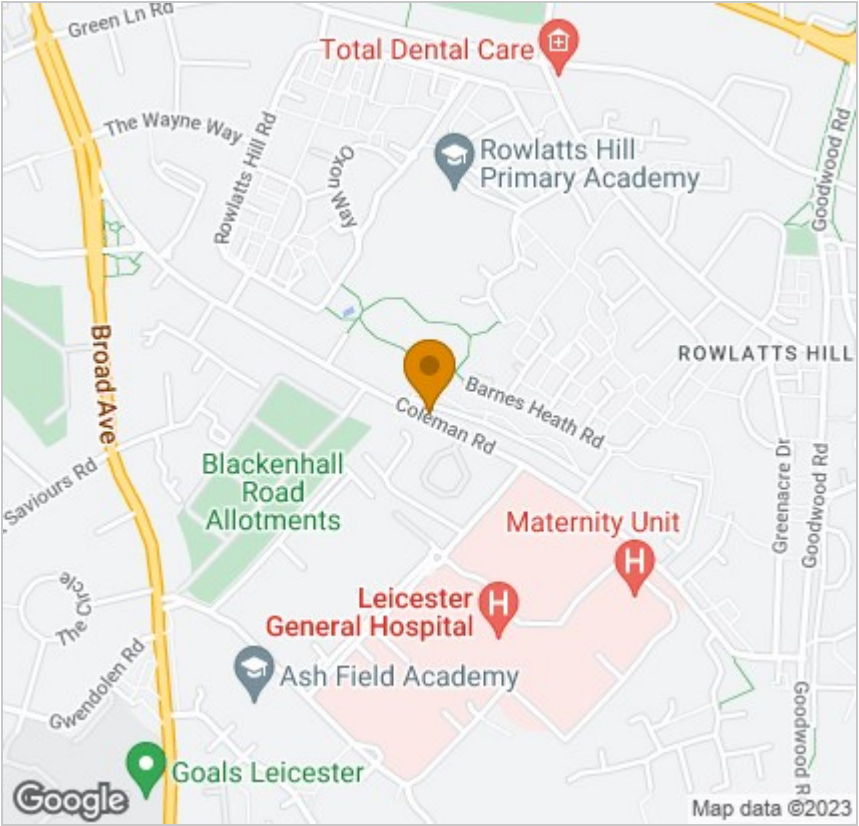 Green Ln Rd
Total Dental Care
The Wayne Way
Rowlatts Hill Rd
Oxon Way
Rowlatts Hill
Primary Academy
Goodwood Rd
Broad Ave
ROWLATTS HILL
Barnes Heath Rd
Coleman Rd
Saviours Rd
Blackenhall
Road
Allotments
Greenacre Dr
Goodwood Rd
Maternity Unit
H
The Circle
Leicester
General Hospital
H
Gwendolen Rd
Ash Field Academy
Goodwood R
Goals Leicester
Google
Map data ©2023